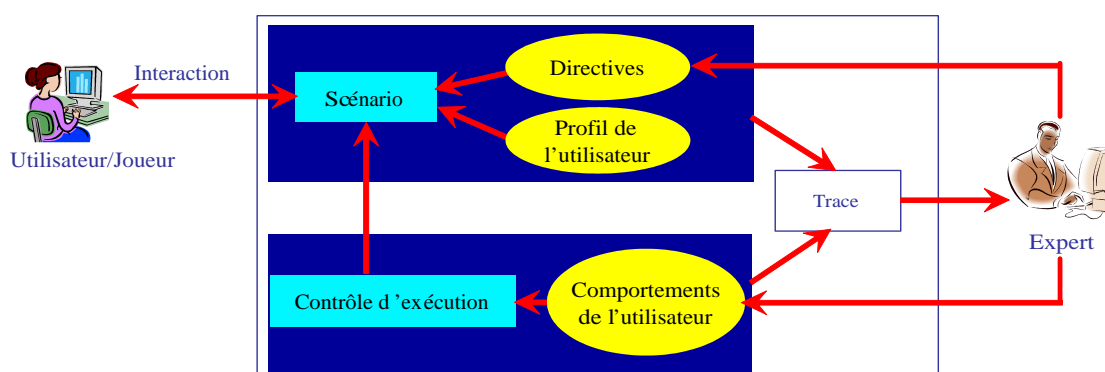 Interaction
Utilisateur/Joueur
Scénario
Directives
Profil de
l'utilisateur
Trace
Expert
Contrôle d ’exécution
Comportements
de l'utilisateur